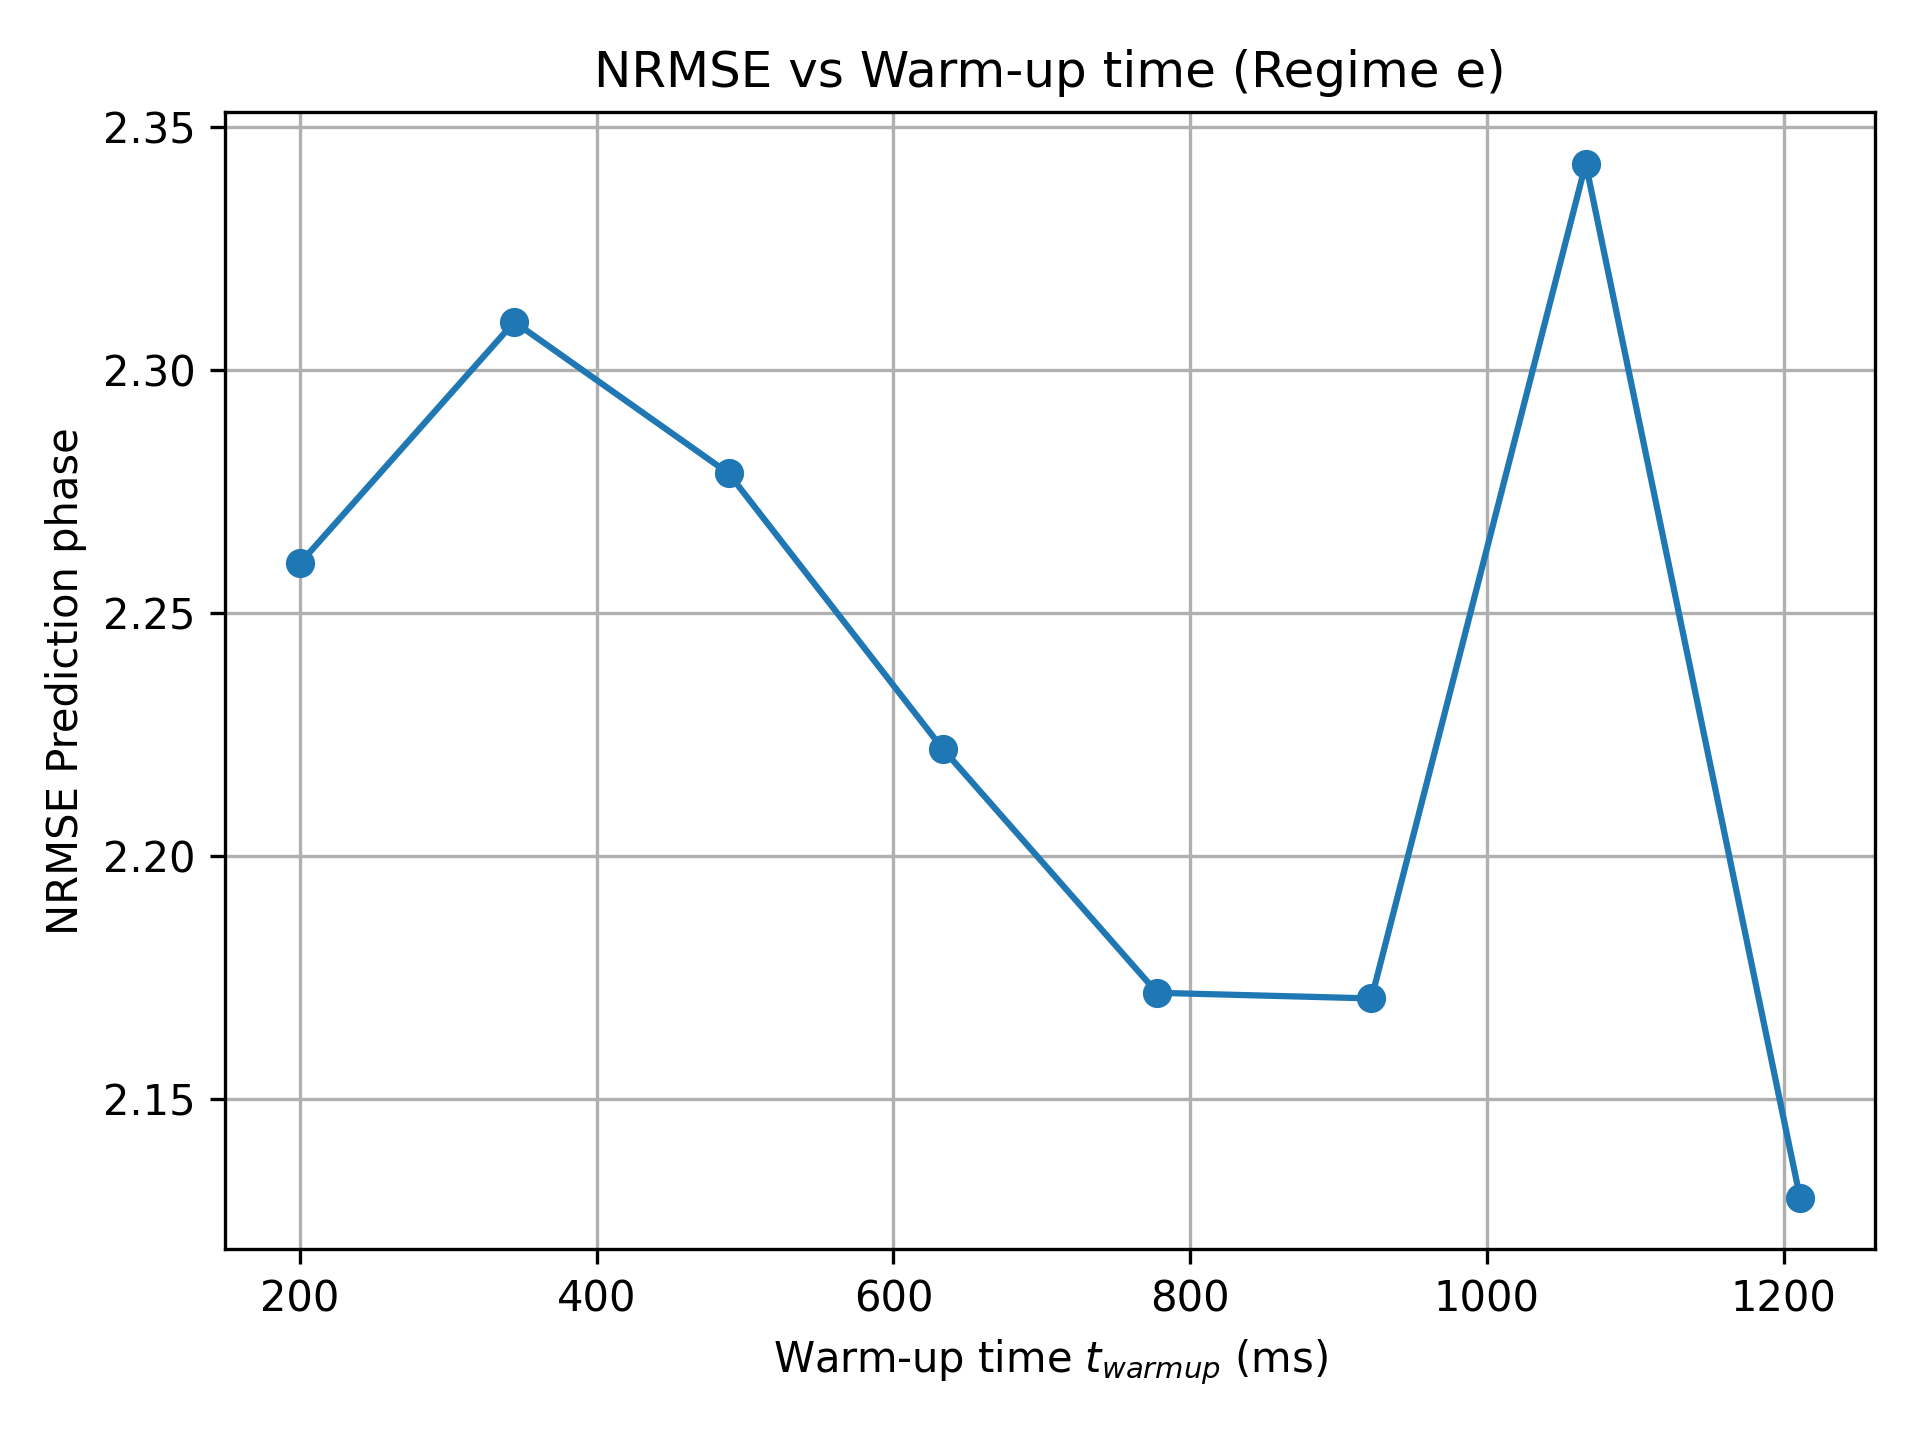 NRMSE vs Warm-up time (Regime e)
NRMSE Prediction phase
2.35
2.30
2.25
2.20
2.15
200 400 600 800 1000 1200
Warm-up time t_warmup (ms)